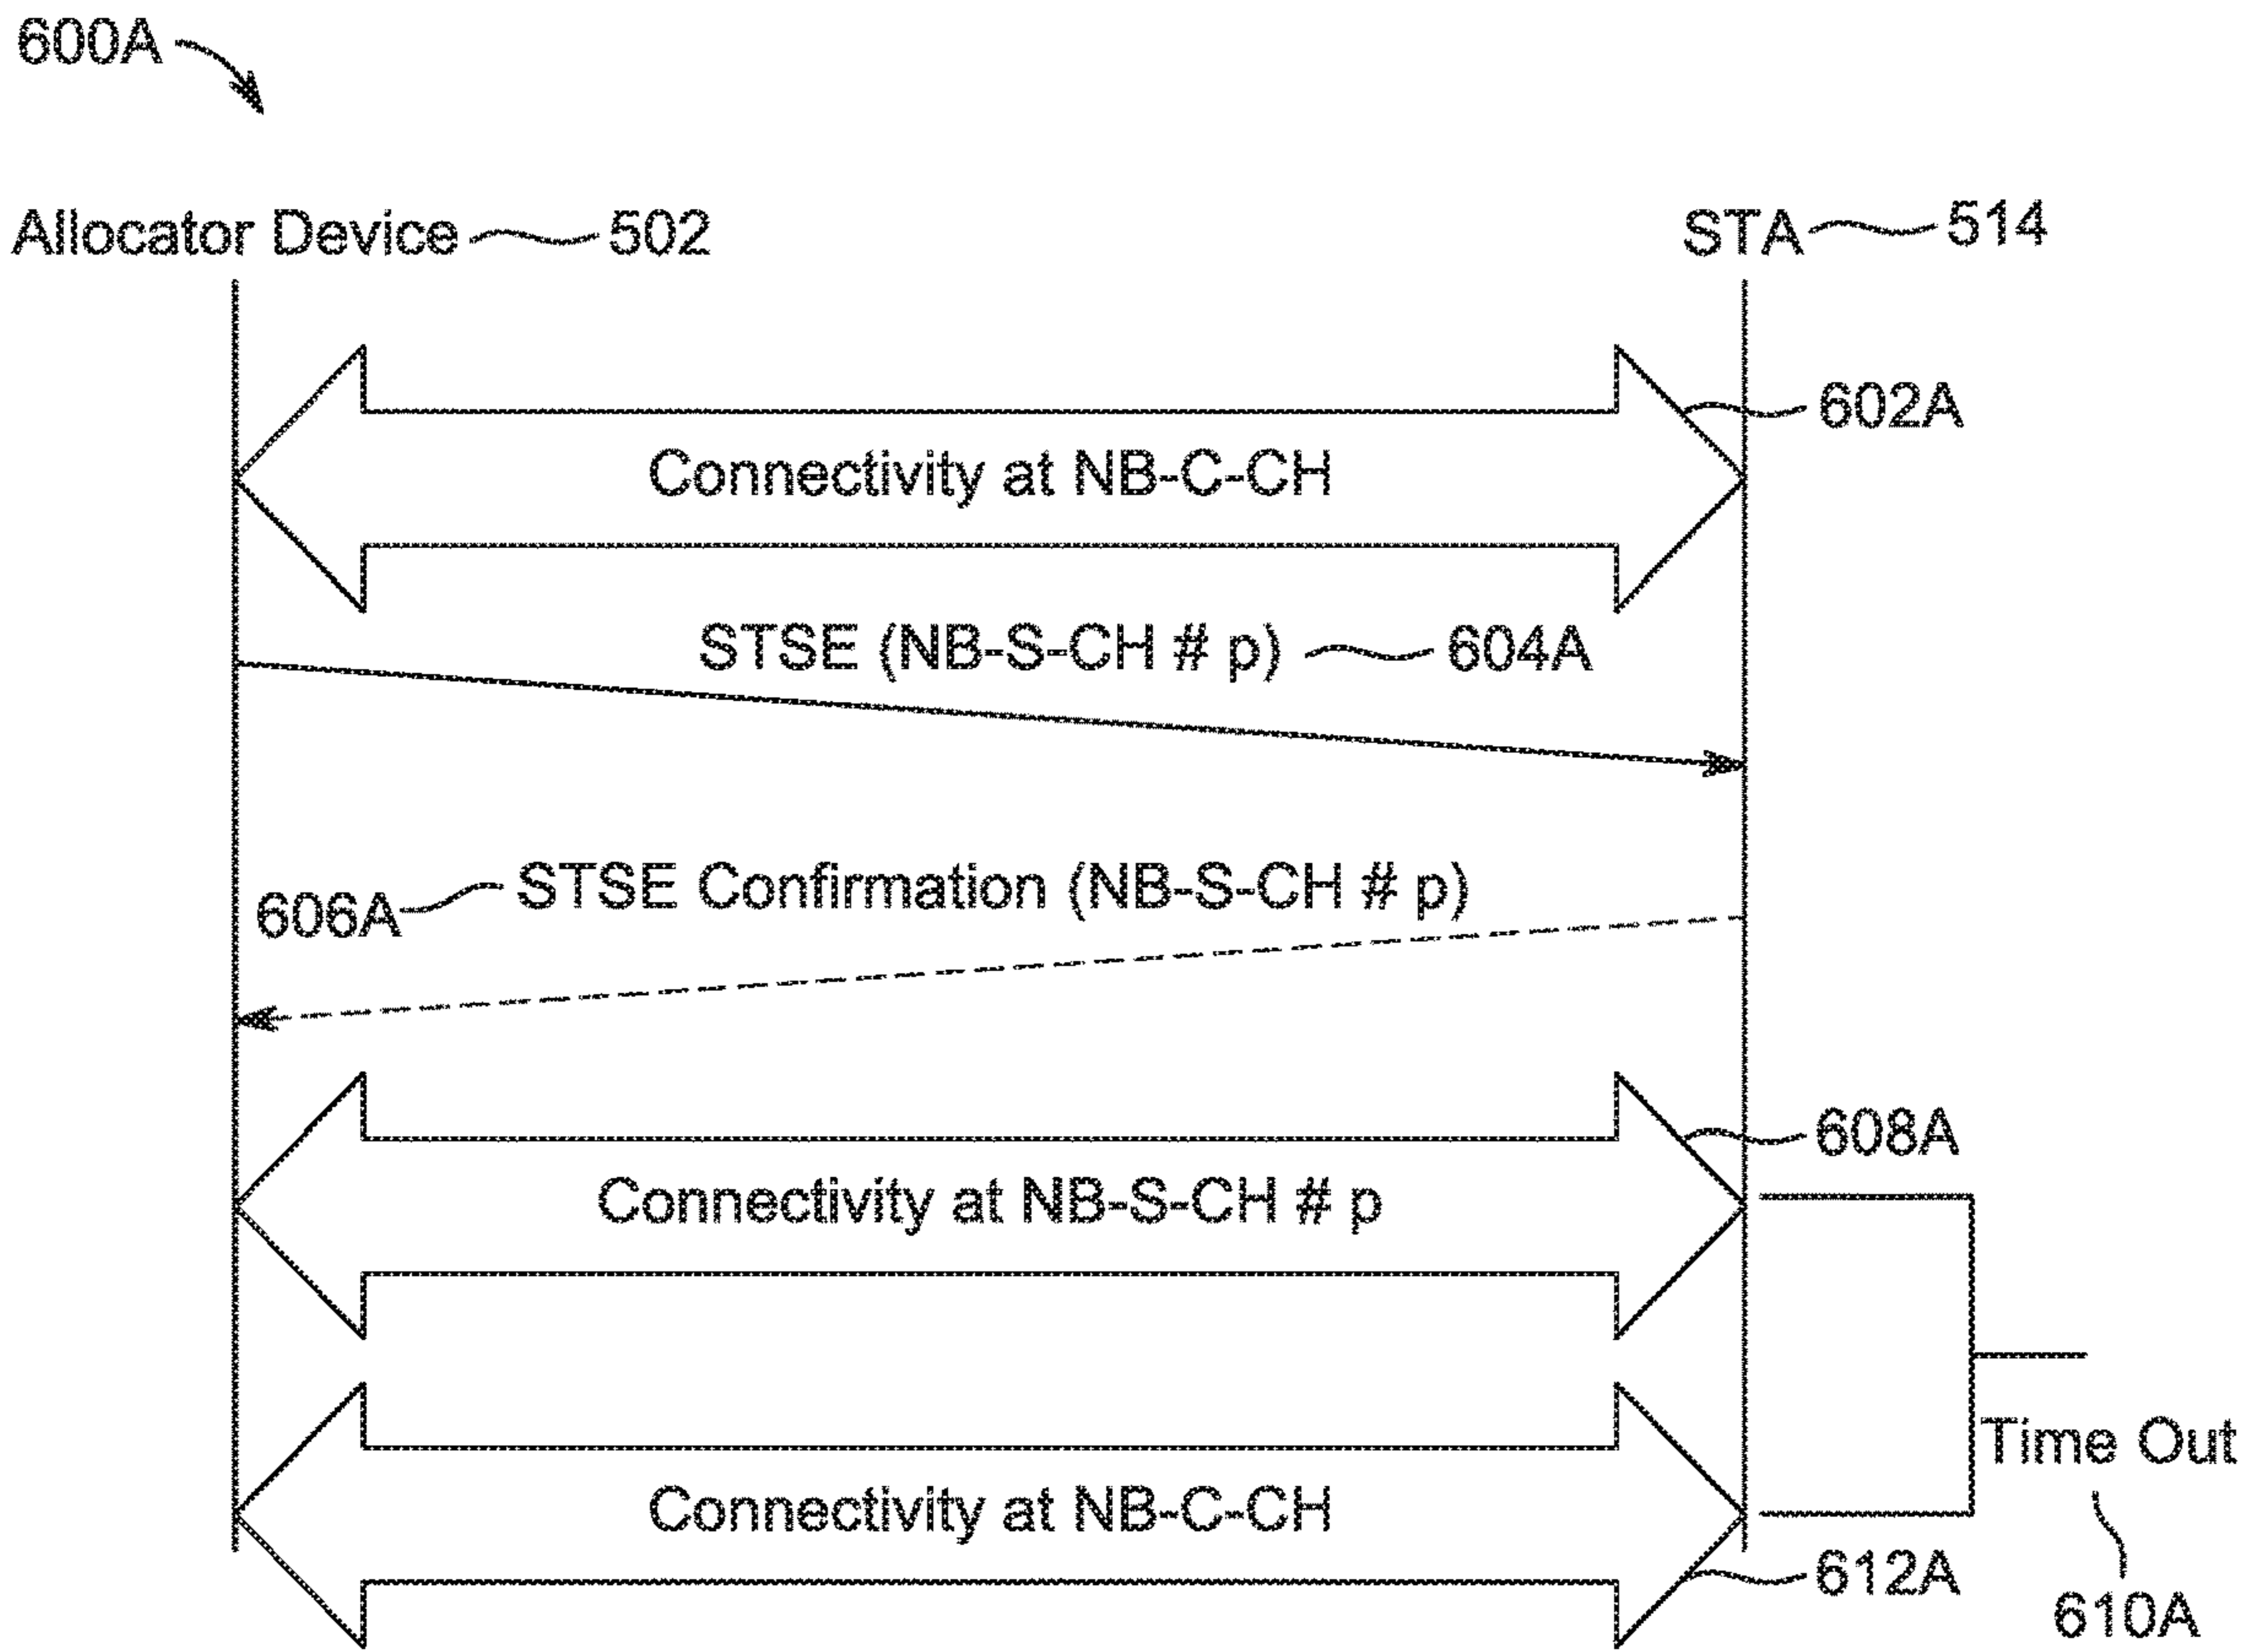 600A
Allocator Device 502
STA 514
602A
Connectivity at NB-C-CH
STSE (NB-S-CH # p) 604A
606A STSE Confirmation (NB-S-CH # p)
608A
Connectivity at NB-S-CH # p
Time Out
Connectivity at NB-C-CH
612A
610A